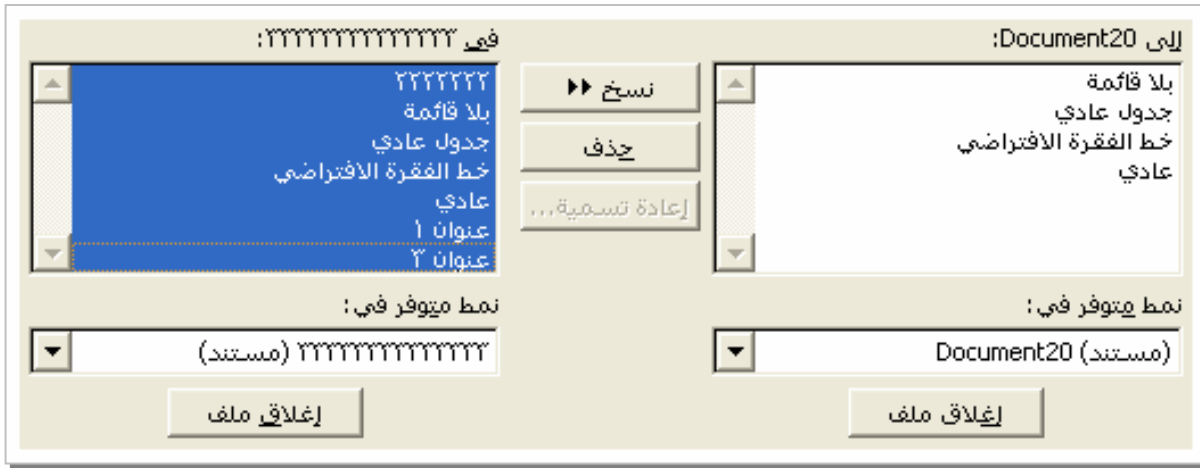 إلى Document20:
بلا قائمة
جدول عادي
خط الفقرة الافتراضي
عادي
نمط متوفر في:
Document20 (مستند)
إغلاق ملف
نسخ
حذف
إعادة تسمية...
في ٢٢٢٢٢٢٢٢٢٢٢٢٢٢:
٢٢٢٢٢٢٢
بلا قائمة
جدول عادي
خط الفقرة الافتراضي
عادي
عنوان ١
عنوان ٣
نمط متوفر في:
٢٢٢٢٢٢٢٢٢٢٢٢٢٢ (مستند)
إغلاق ملف